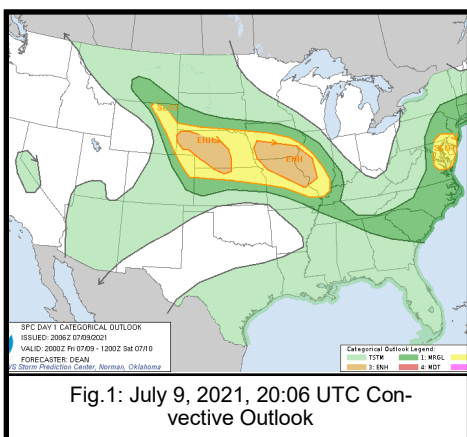 SLGT
ENH
ENH
SLGT
SPC DAY 1 CATEGORICAL OUTLOOK
ISSUED: 2006Z 07/09/2021
VALID: 2000Z Fri 07/09 - 1200Z Sat 07/10
FORECASTER: DEAN
WS Storm Prediction Center, Norman, Oklahoma
Categorical Outlook Legend:
TSTM 1: MRGL
3: ENH 4: MDT
Fig.1: July 9, 2021, 20:06 UTC Con-
vective Outlook